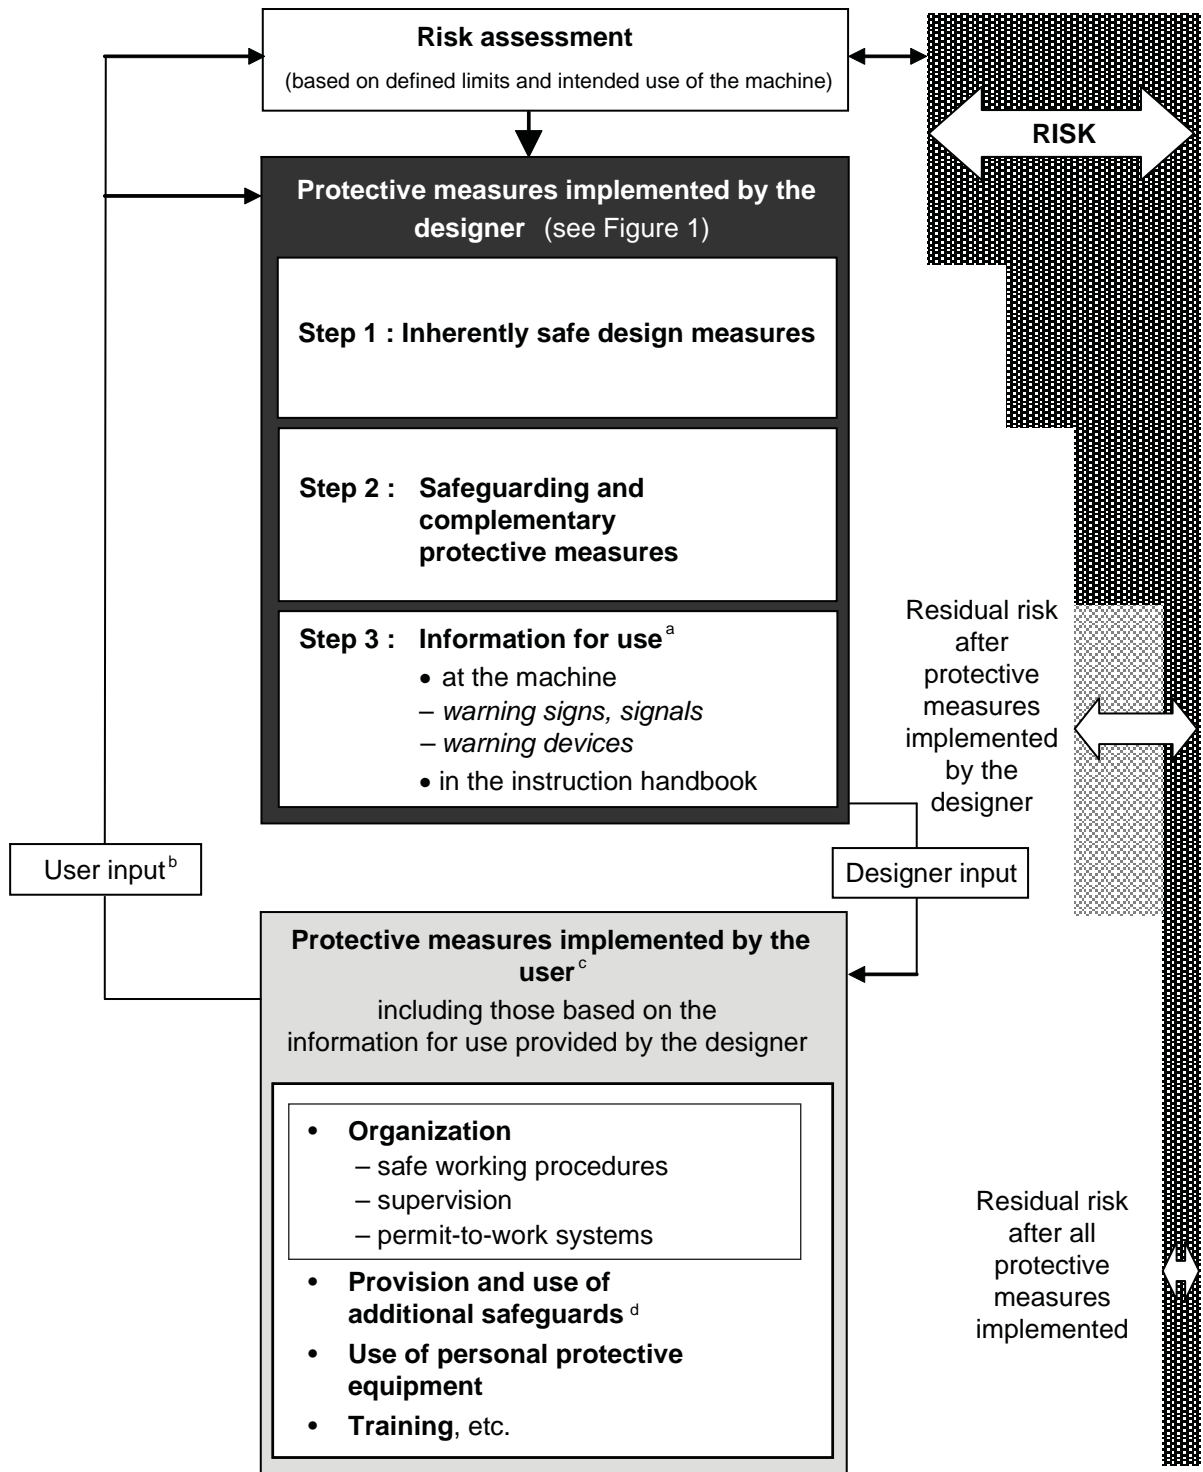 Risk assessment
(based on defined limits and intended use of the machine)
RISK
Protective measures implemented by the
designer (see Figure 1)
Step 1 : Inherently safe design measures
Step 2 : Safeguarding and
complementary
protective measures
Step 3 : Information for use a
• at the machine
– warning signs, signals
– warning devices
• in the instruction handbook
Residual risk
after
protective
measures
implemented
by the
designer
User input b
Designer input
Protective measures implemented by the
user c
including those based on the
information for use provided by the designer
• Organization
– safe working procedures
– supervision
– permit-to-work systems
• Provision and use of
additional safeguards d
• Use of personal protective
equipment
• Training, etc.
Residual risk
after all
protective
measures
implemented